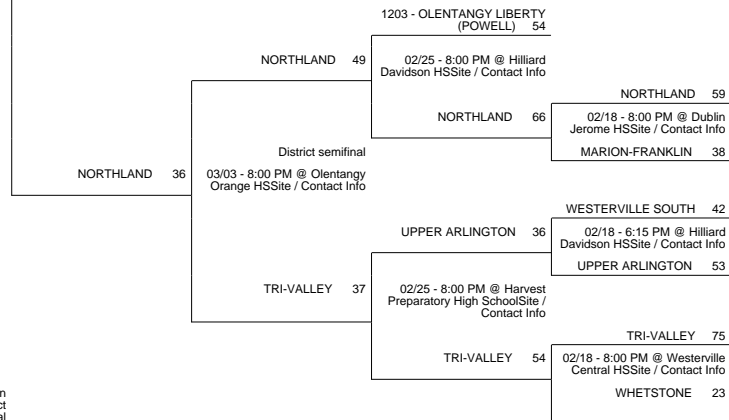 1203 - OLENTANGY LIBERTY
(POWELL) 54
NORTHLAND 49
02/25 - 8:00 PM @ Hilliard
Davidson HSSite / Contact Info
NORTHLAND 59
NORTHLAND 66
02/18 - 8:00 PM @ Dublin
Jerome HSSite / Contact Info
District semifinal
MARION-FRANKLIN 38
NORTHLAND 36
03/03 - 8:00 PM @ Olentangy
Orange HSSite / Contact Info
WESTERVILLE SOUTH 42
UPPER ARLINGTON 36
02/18 - 6:15 PM @ Hilliard
Davidson HSSite / Contact Info
UPPER ARLINGTON 53
TRI-VALLEY 37
02/25 - 8:00 PM @ Harvest
Preparatory High SchoolSite /
Contact Info
TRI-VALLEY 75
TRI-VALLEY 54
02/18 - 8:00 PM @ Westerville
Central HSSite / Contact Info
WHETSTONE 23